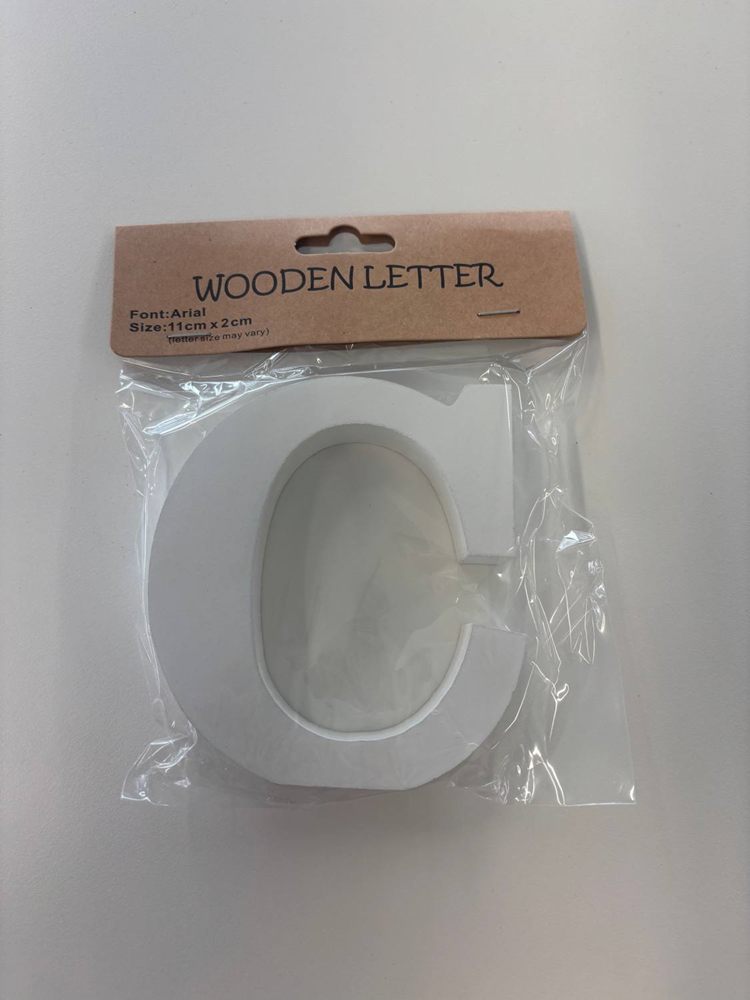 WOODEN LETTER
Font:Arial
Size:11cm x 2cm
(letter size may vary)
C